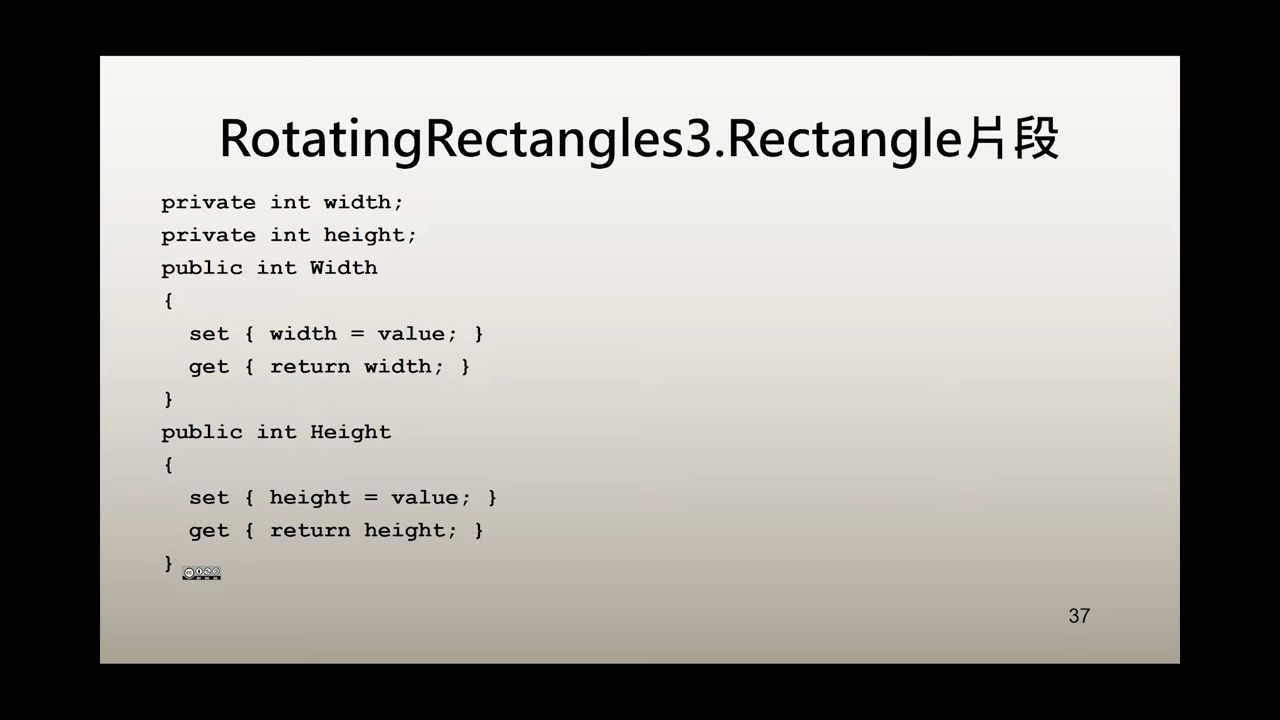 RotatingRectangles3.Rectangle片段
private int width;
private int height;
public int Width
{
  set { width = value; }
  get { return width; }
}
public int Height
{
  set { height = value; }
  get { return height; }
}
37